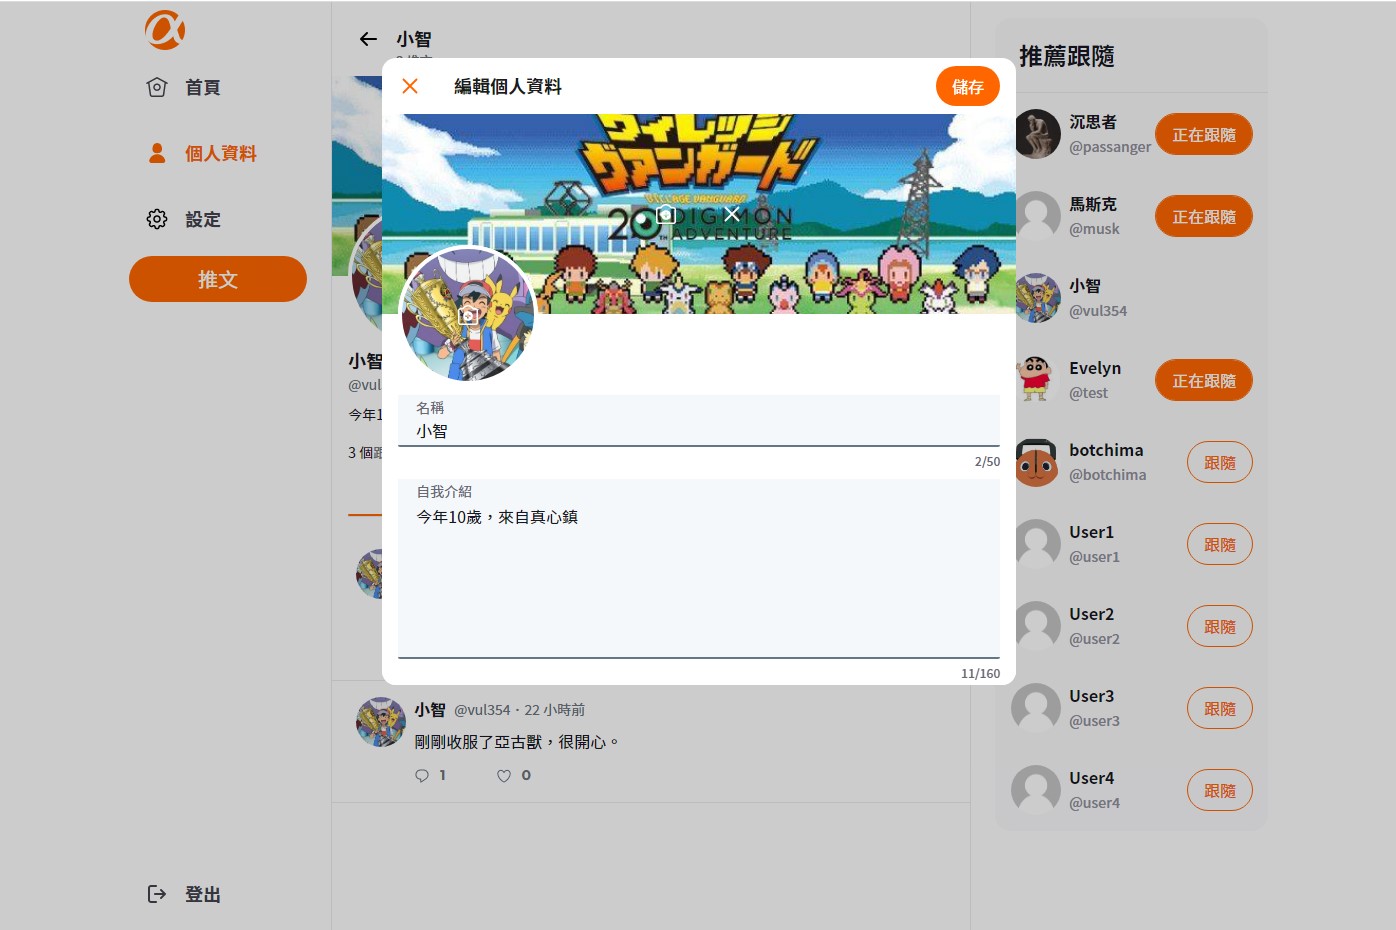 首頁
個人資料
設定
推文
登出
小智
編輯個人資料
儲存
ヴィレッジ
ヴァンガード
VILLAGE VANGUARD
20 DIGIMON
ADVENTURE
名稱
小智
2/50
自我介紹
今年10歲，來自真心鎮
11/160
小智
@vul
今年1
3 個跟
小智 @vul354 · 22 小時前
剛剛收服了亞古獸，很開心。
1 0
推薦跟隨
沉思者
@passanger
正在跟隨
馬斯克
@musk
正在跟隨
小智
@vul354
Evelyn
@test
正在跟隨
botchima
@botchima
跟隨
User1
@user1
跟隨
User2
@user2
跟隨
User3
@user3
跟隨
User4
@user4
跟隨